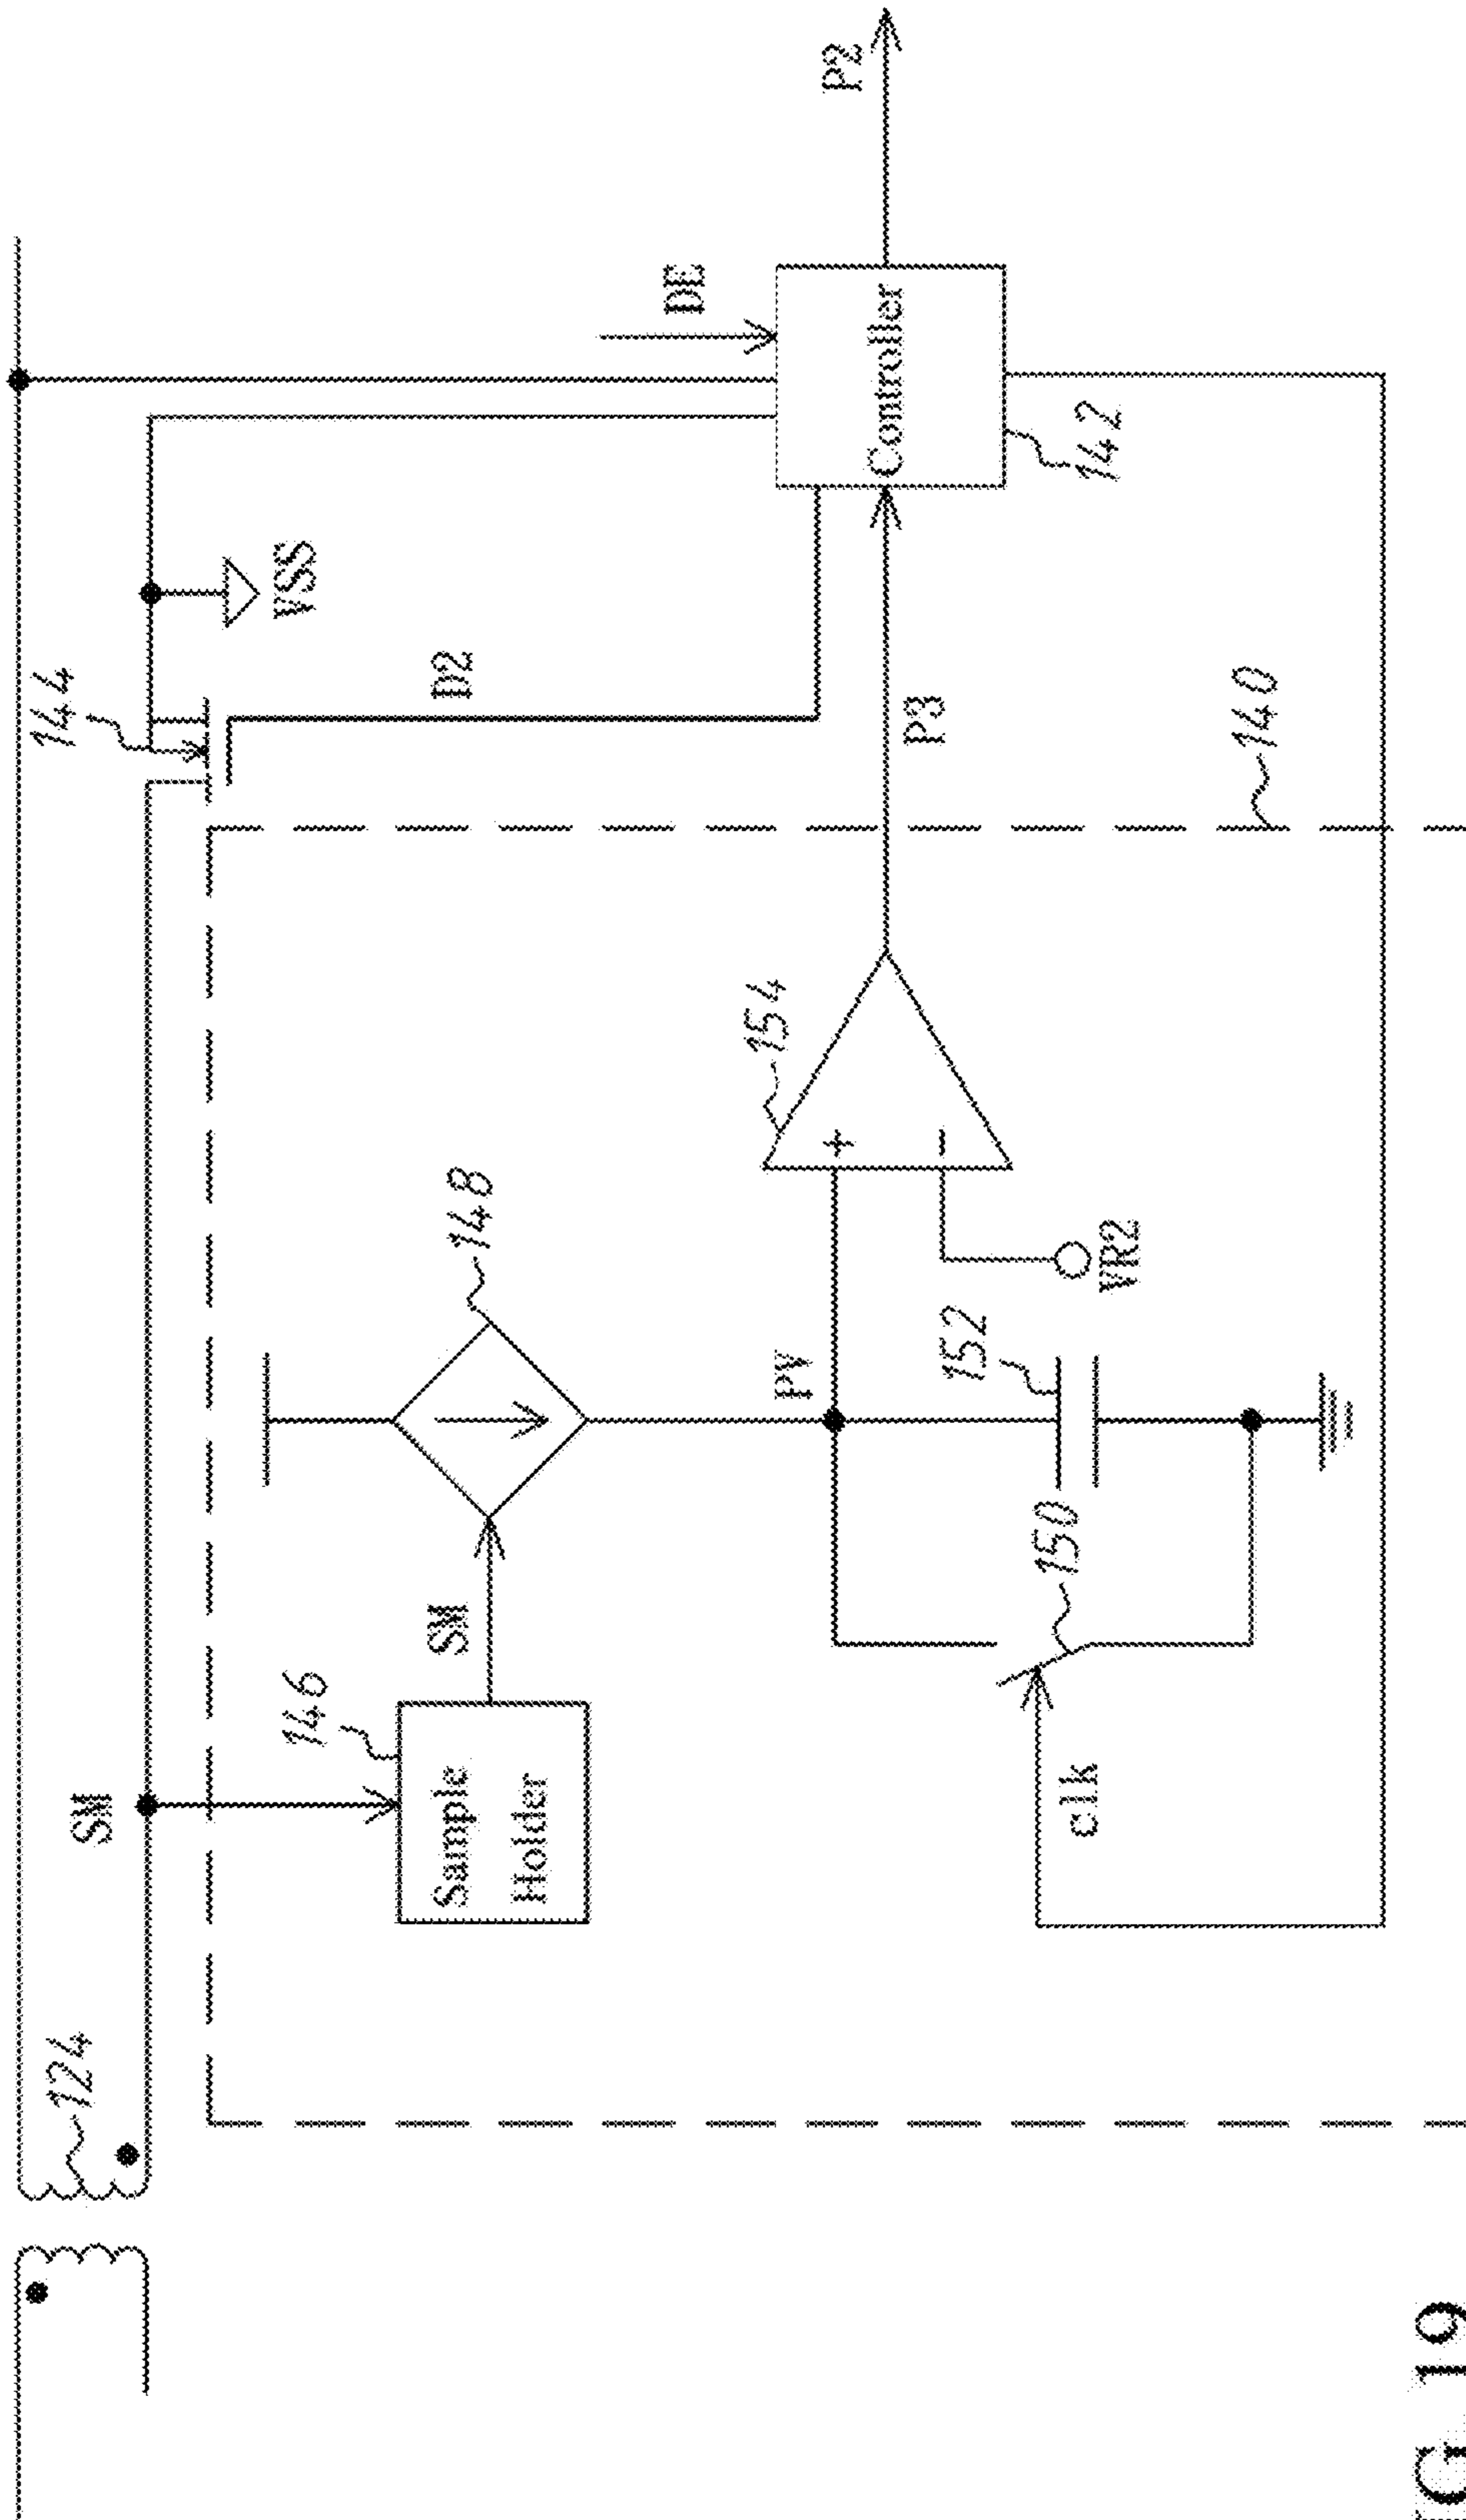 124
SM
144
VSS
D2
DE
P2
146
Sample
Holder
SM
148
PV
154
+
-
P3
Controller
142
clk
150
152
VR2
140
G 19